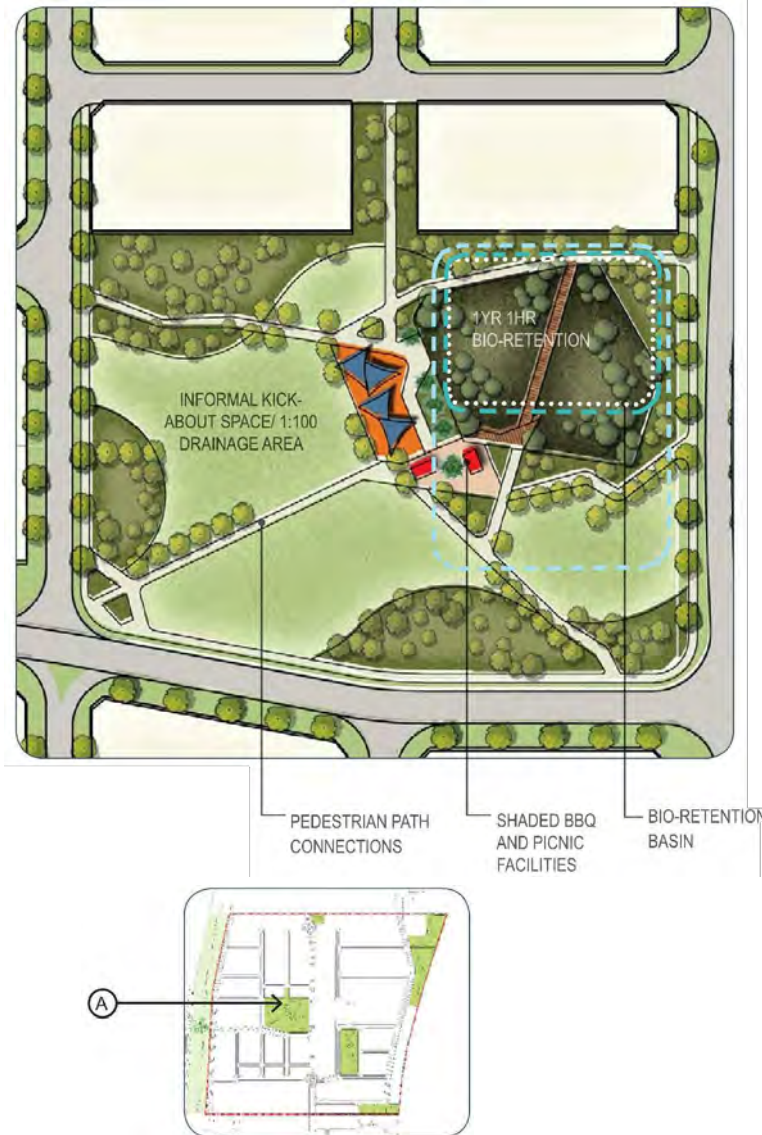 1YR 1HR
BIO-RETENTION
INFORMAL KICK-
ABOUT SPACE/ 1:100
DRAINAGE AREA
PEDESTRIAN PATH
CONNECTIONS
SHADED BBQ
AND PICNIC
FACILITIES
BIO-RETENTION
BASIN
A